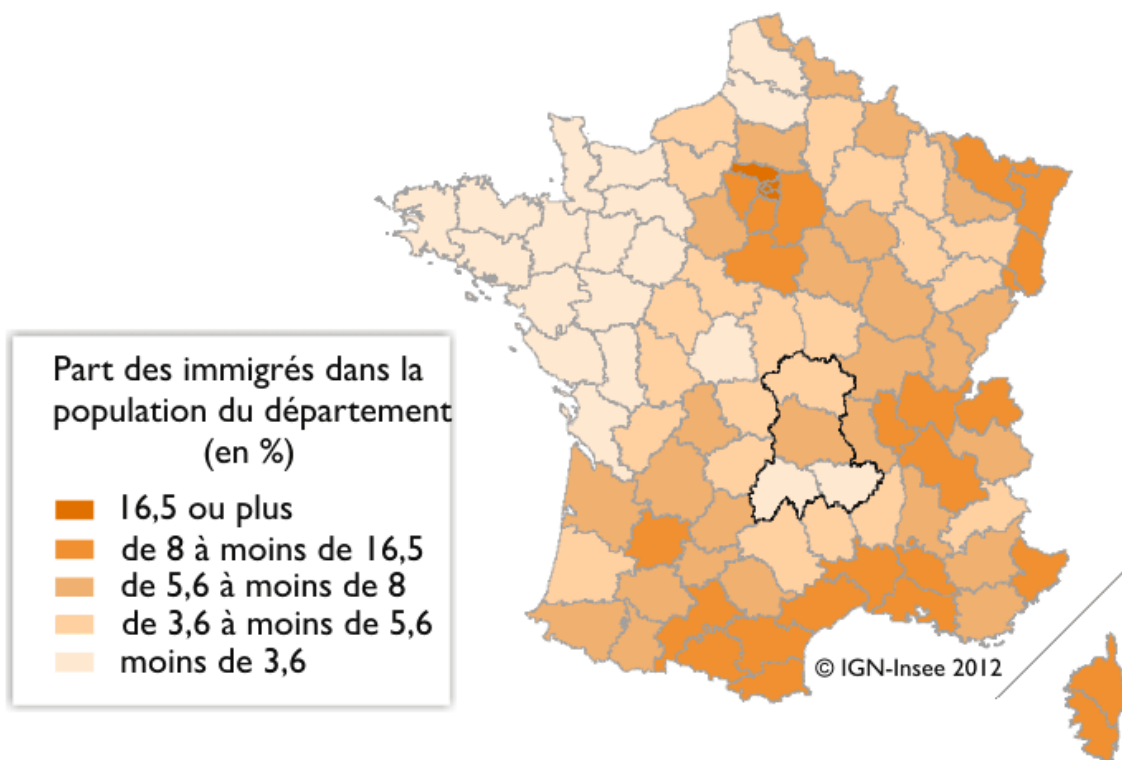 Part des immigrés dans la
population du département
(en %)
16,5 ou plus
de 8 à moins de 16,5
de 5,6 à moins de 8
de 3,6 à moins de 5,6
moins de 3,6
© IGN-Insee 2012